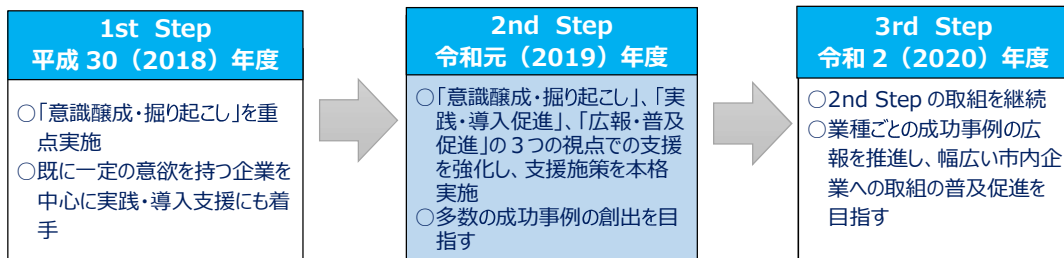 1st Step
平成 30（2018）年度
○「意識醸成・掘り起こし」を重
点実施
○既に一定の意欲を持つ企業を
中心に実践・導入支援にも着
手
2nd Step
令和元（2019）年度
○「意識醸成・掘り起こし」、「実
践・導入促進」、「広報・普及
促進」の３つの視点での支援
を強化し、支援施策を本格
実施
○多数の成功事例の創出を目
指す
3rd Step
令和 2（2020）年度
○2nd Step の取組を継続
○業種ごとの成功事例の広
報を推進し、幅広い市内企
業への取組の普及促進を
目指す